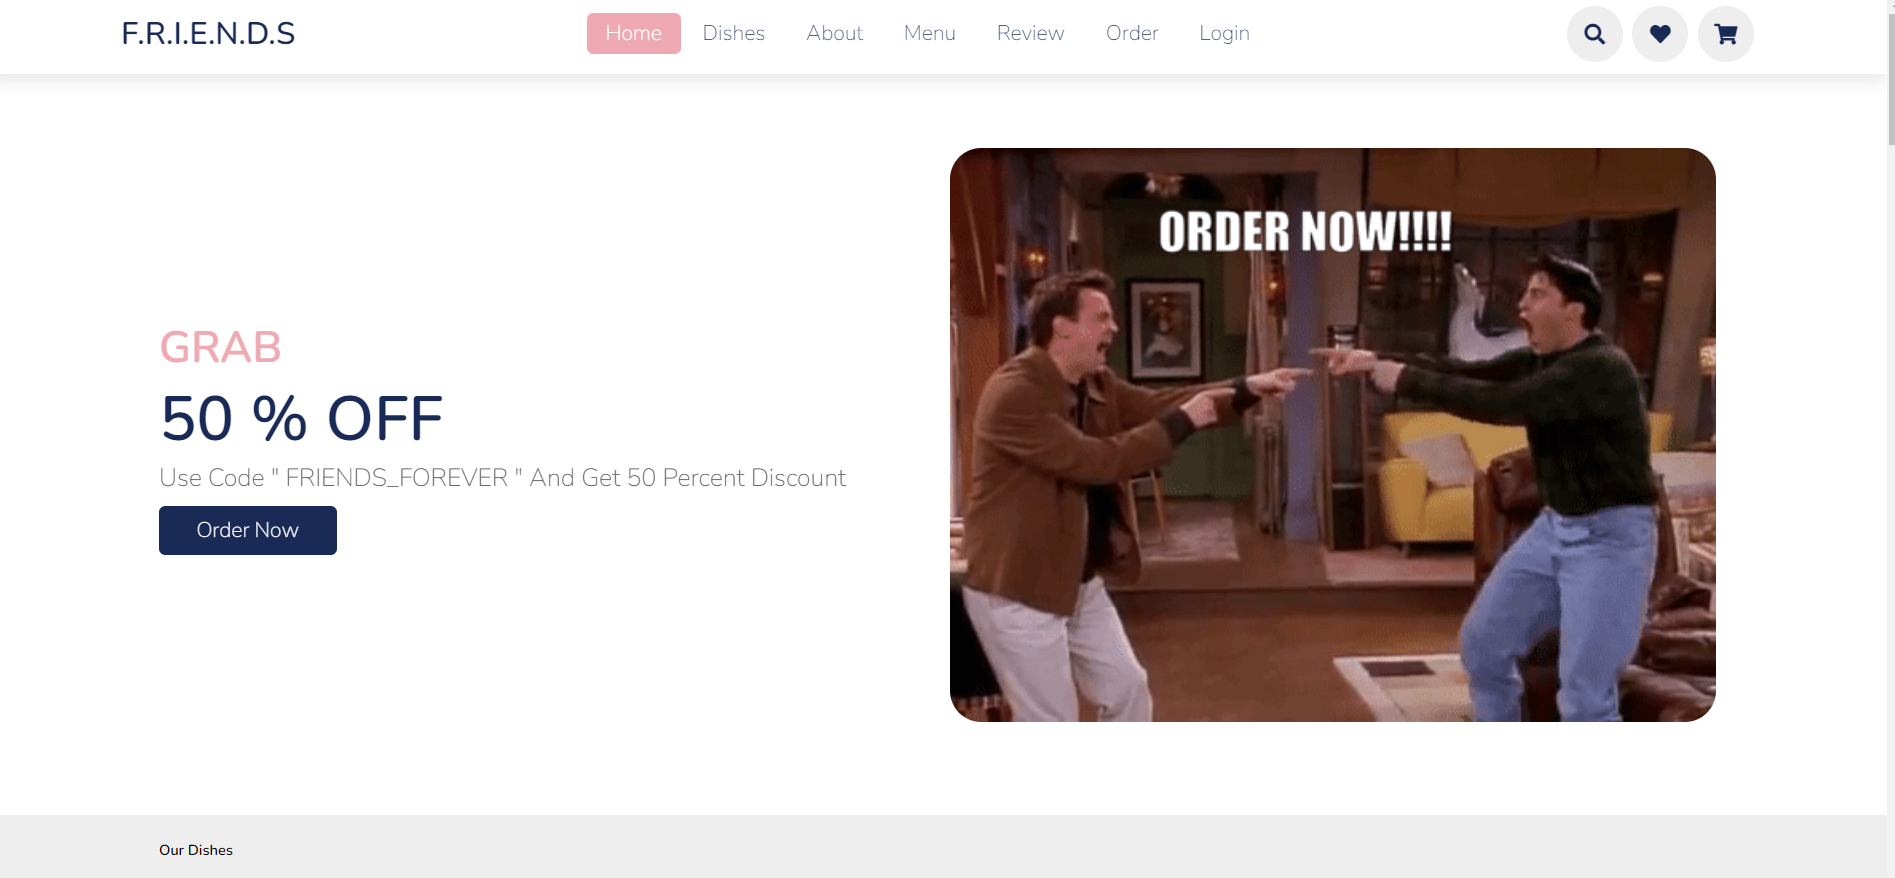 F.R.I.E.N.D.S
Home Dishes About Menu Review Order Login
ORDER NOW!!!!
GRAB
50 % OFF
Use Code " FRIENDS_FOREVER " And Get 50 Percent Discount
Order Now
Our Dishes